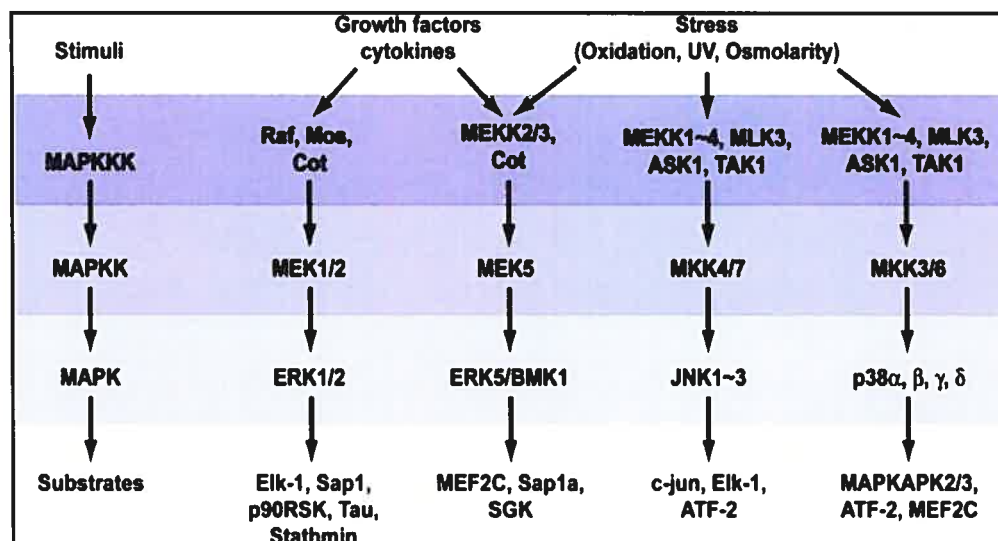 Stimuli
Growth factors
cytokines
Stress
(Oxidation, UV, Osmolarity)
MAPKKK
Raf, Mos,
Cot
MEKK2/3,
Cot
MEKK1~4, MLK3,
ASK1, TAK1
MEKK1~4, MLK3,
ASK1, TAK1
MAPKK
MEK1/2
MEK5
MKK4/7
MKK3/6
MAPK
ERK1/2
ERK5/BMK1
JNK1~3
p38α, β, γ, δ
Substrates
Elk-1, Sap1,
p90RSK, Tau,
Stathmin
MEF2C, Sap1a,
SGK
c-jun, Elk-1,
ATF-2
MAPKAPK2/3,
ATF-2, MEF2C